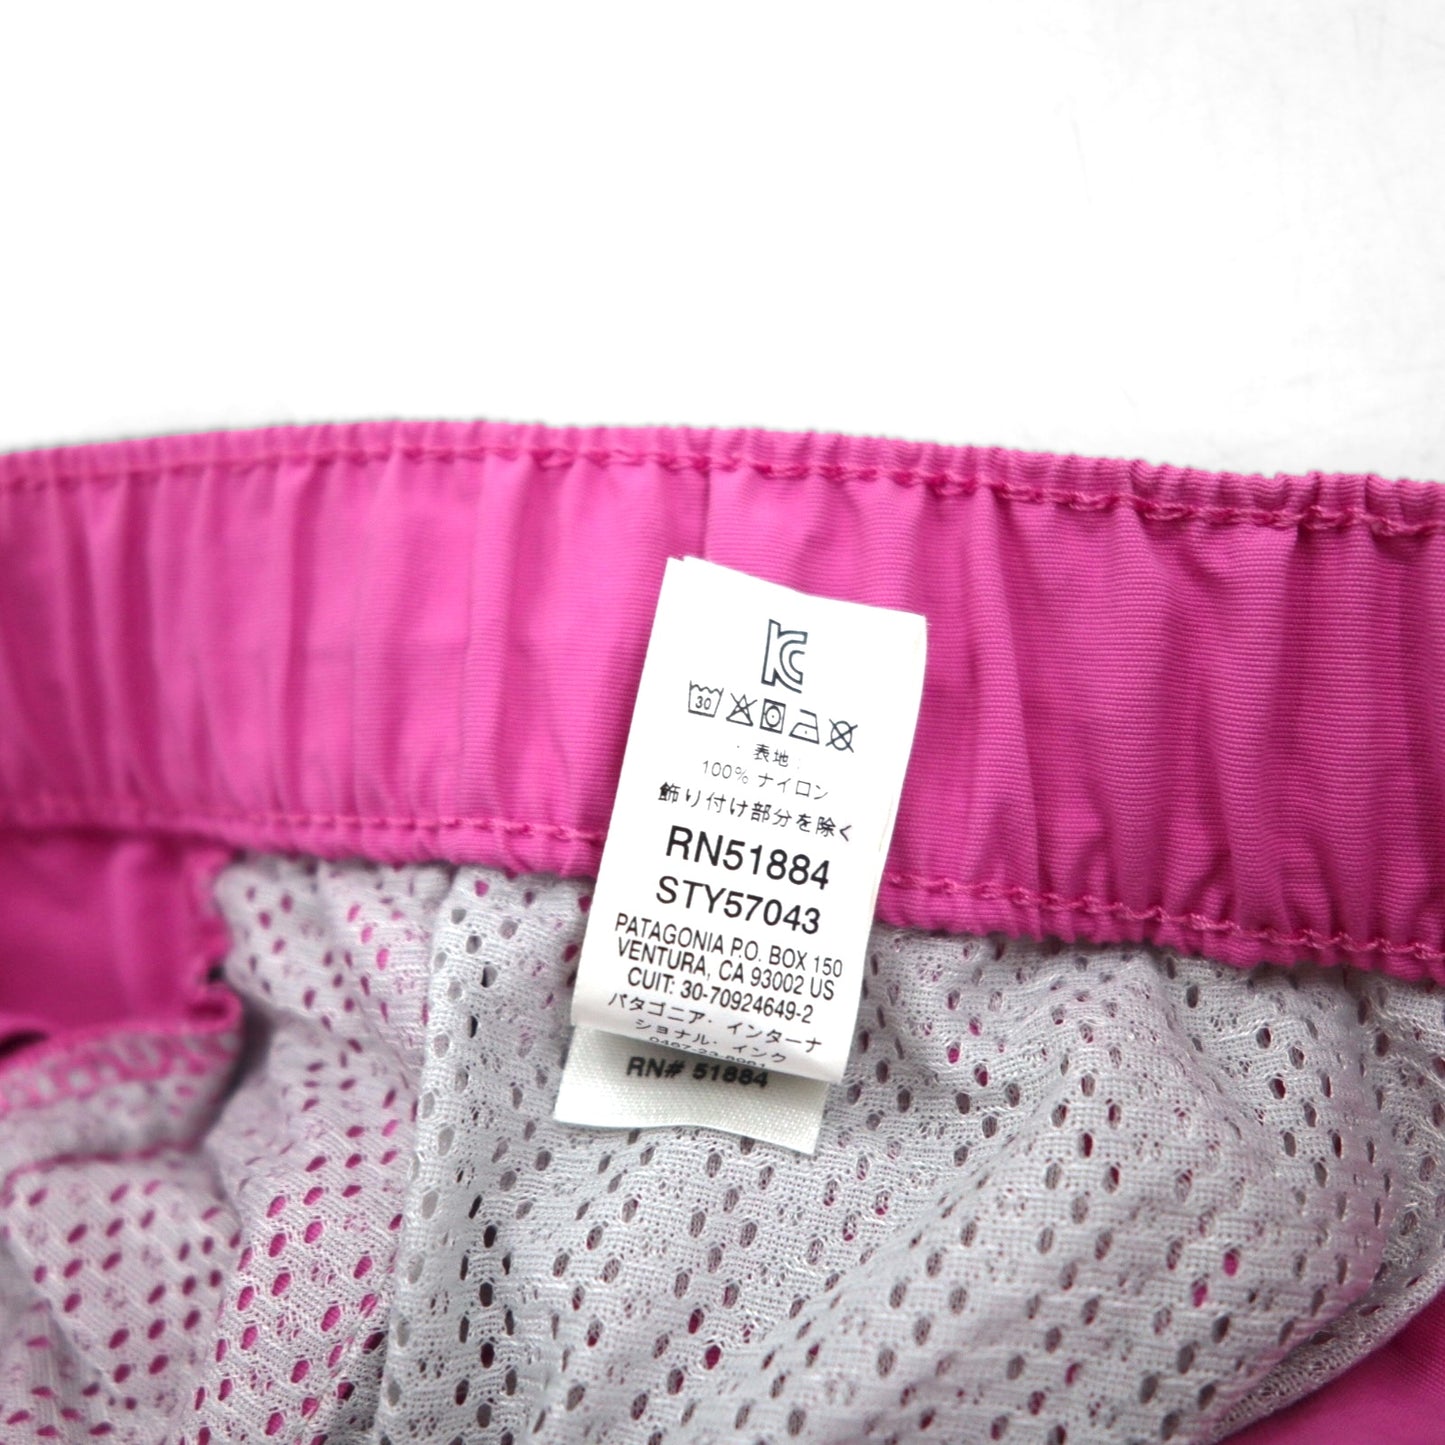 KC
30
・表地:
100% ナイロン
飾り付け部分を除く
RN51884
STY57043
PATAGONIA P.O. BOX 150
VENTURA, CA 93002 US
CUIT: 30-70924649-2
パタゴニア・インターナ
ショナル・インク
RN# 51884